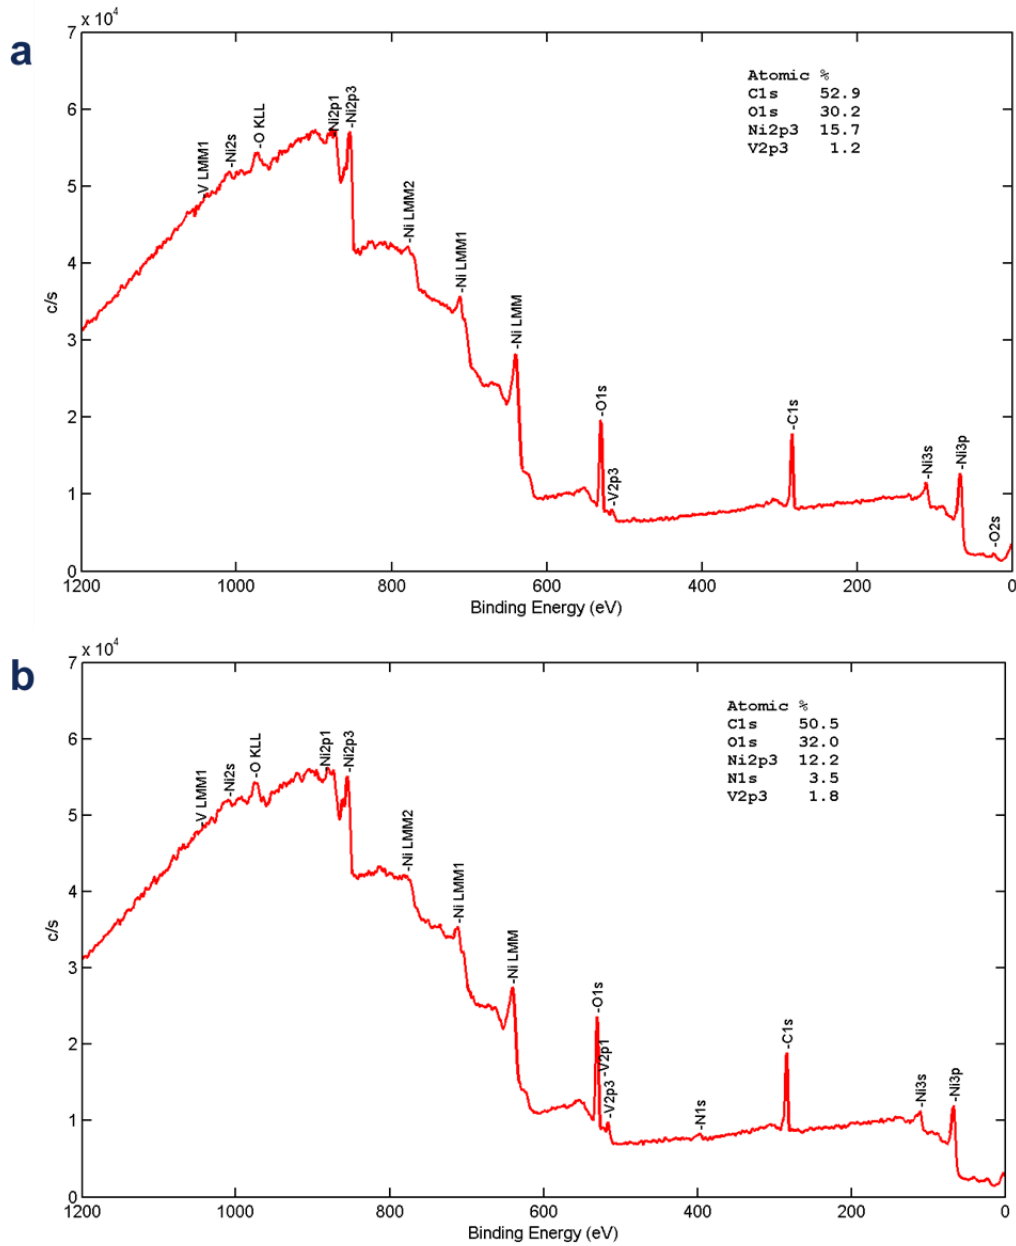 a
7 x 10^4
Atomic %
C1s 52.9
O1s 30.2
Ni2p3 15.7
V2p3 1.2
6
5
4
3
2
1
0
c/s
-V LMM1
-Ni2s
-O KLL
Ni2p1
-Ni2p3
-Ni LMM2
-Ni LMM1
-Ni LMM
-O1s
-V2p3
-C1s
-Ni3s
-Ni3p
-O2s
1200 1000 800 600 400 200 0
Binding Energy (eV)
b
7 x 10^4
Atomic %
C1s 50.5
O1s 32.0
Ni2p3 12.2
N1s 3.5
V2p3 1.8
6
5
4
3
2
1
0
c/s
-V LMM1
-Ni2s
-O KLL
-Ni2p1
-Ni2p3
-Ni LMM2
-Ni LMM1
-Ni LMM
-O1s
-V2p1
-V2p3
-N1s
-C1s
-Ni3s
-Ni3p
1200 1000 800 600 400 200 0
Binding Energy (eV)